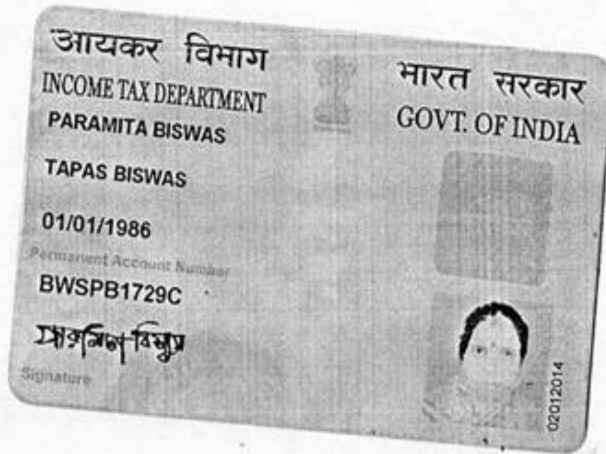 आयकर विभाग
INCOME TAX DEPARTMENT
भारत सरकार
GOVT. OF INDIA
PARAMITA BISWAS
TAPAS BISWAS
01/01/1986
Permanent Account Number
BWSPB1729C
Signature
02012014